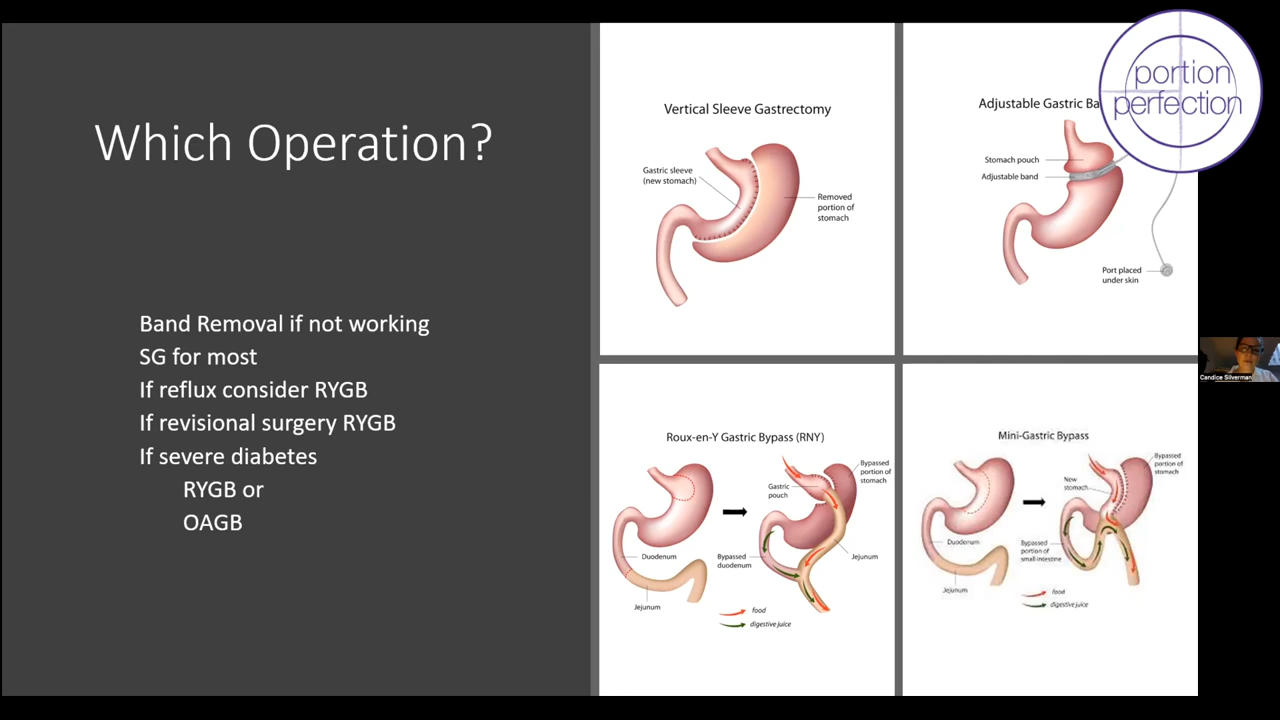 Which Operation?
Band Removal if not working
SG for most
If reflux consider RYGB
If revisional surgery RYGB
If severe diabetes
RYGB or
OAGB
Vertical Sleeve Gastrectomy
Gastric sleeve
(new stomach)
Removed
portion of
stomach
Adjustable Gastric Ba
Stomach pouch
Adjustable band
Port placed
under skin
portion
perfection
Roux-en-Y Gastric Bypass (RNY)
Gastric
pouch
Bypassed
portion of
stomach
Duodenum
Bypassed
duodenum
Jejunum
Jejunum
food
digestive juice
Mini-Gastric Bypass
New
stomach
Bypassed
portion of
stomach
Duodenum
Bypassed
portion of
small intestine
Jejunum
food
digestive juice
Candice Silverman